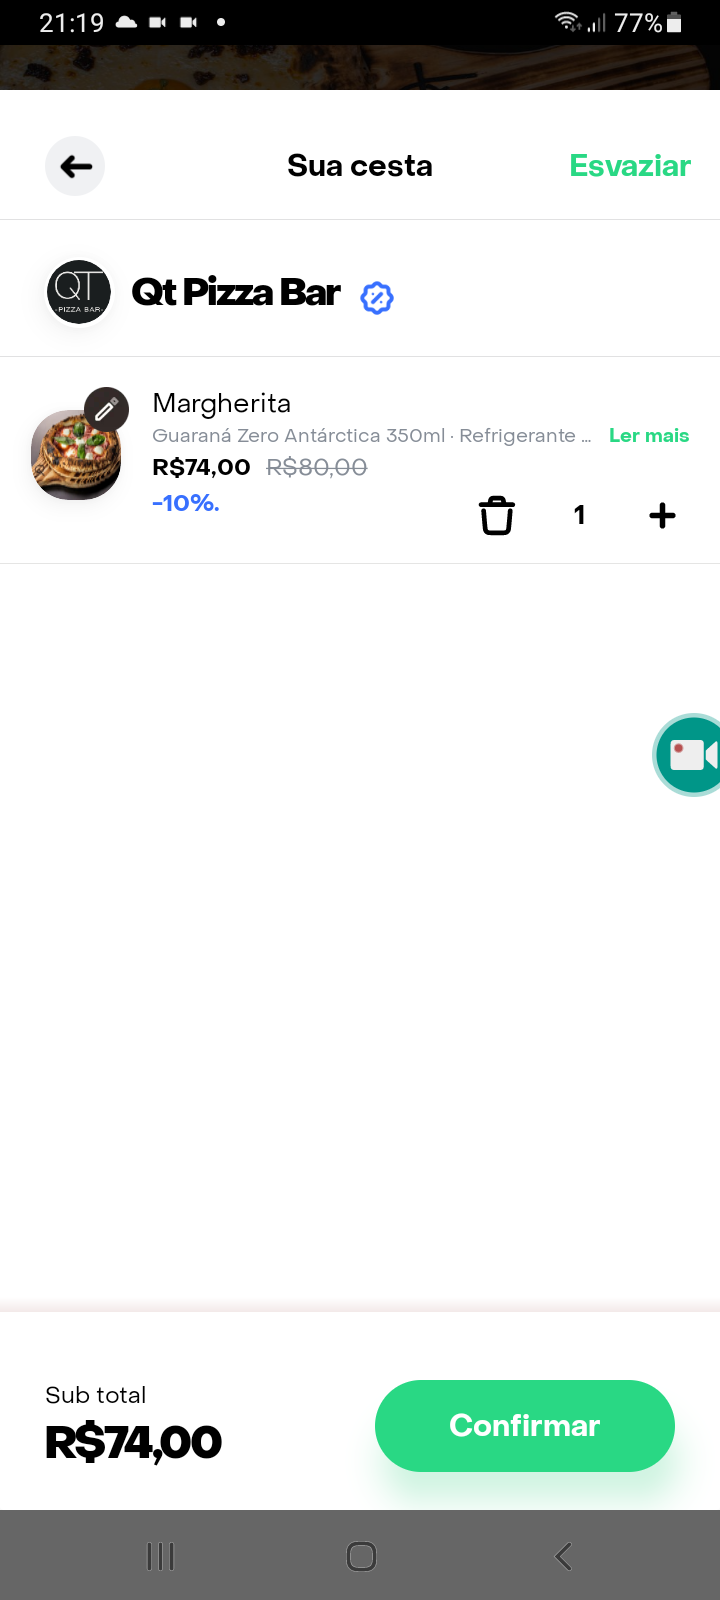 21:19
77%
Sua cesta
Esvaziar
QT
-PIZZA BAR-
Qt Pizza Bar
Margherita
Guaraná Zero Antárctica 350ml · Refrigerante ... Ler mais
R$74,00 R$80,00
-10%.
1
Sub total
R$74,00
Confirmar